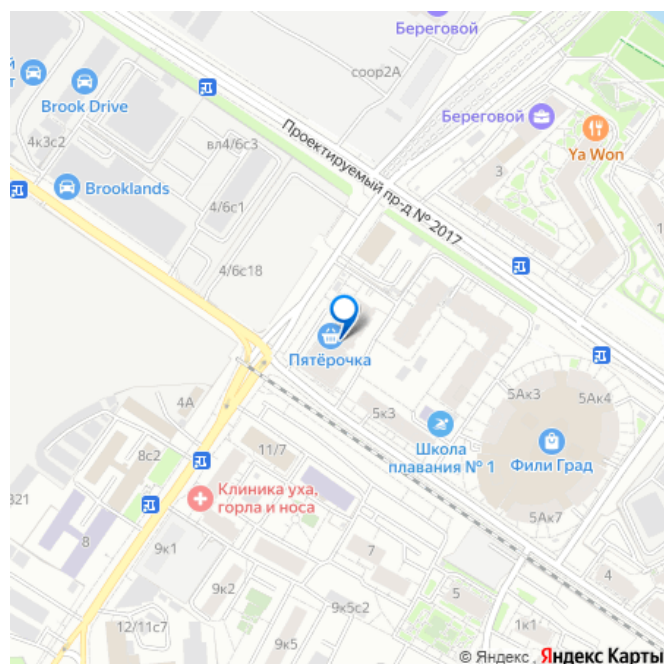 Береговой
соор2А
й
т
Brook Drive
4к3с2
вл4/6с3
Береговой
Ya Won
3
Проектируемый пр-д № 2017
Brooklands
4/6с1
4/6с18
Пятёрочка
4А
5к3
5Ак3
5Ак4
Школа
плавания № 1
Фили Град
8с2
11/7
321
Клиника уха,
горла и носа
5Ак7
8
9к1
7
4
9к2
5
9к5с2
12/11с7
1к1
9к5
© Яндекс Яндекс Карты